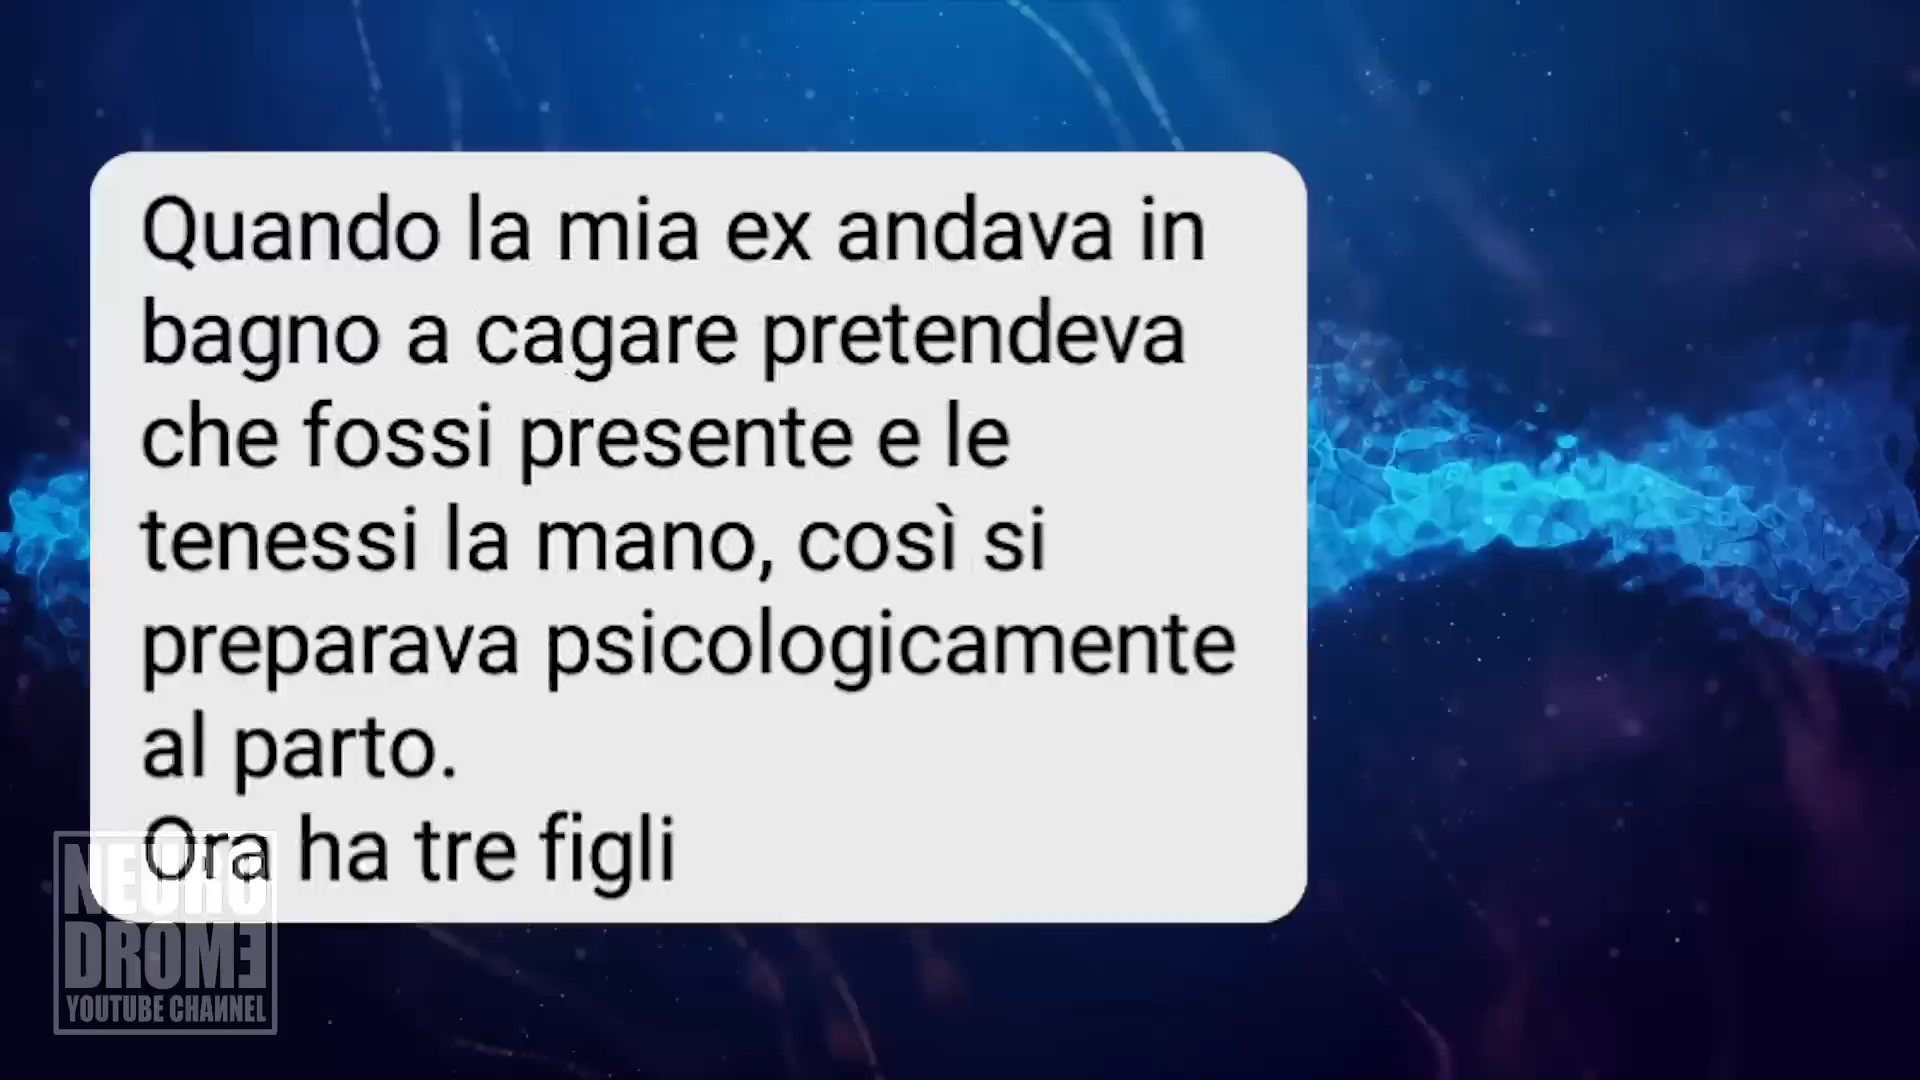 Quando la mia ex andava in
bagno a cagare pretendeva
che fossi presente e le
tenessi la mano, così si
preparava psicologicamente
al parto.
Ora ha tre figli
NEURO
DROMƎ
YOUTUBE CHANNEL